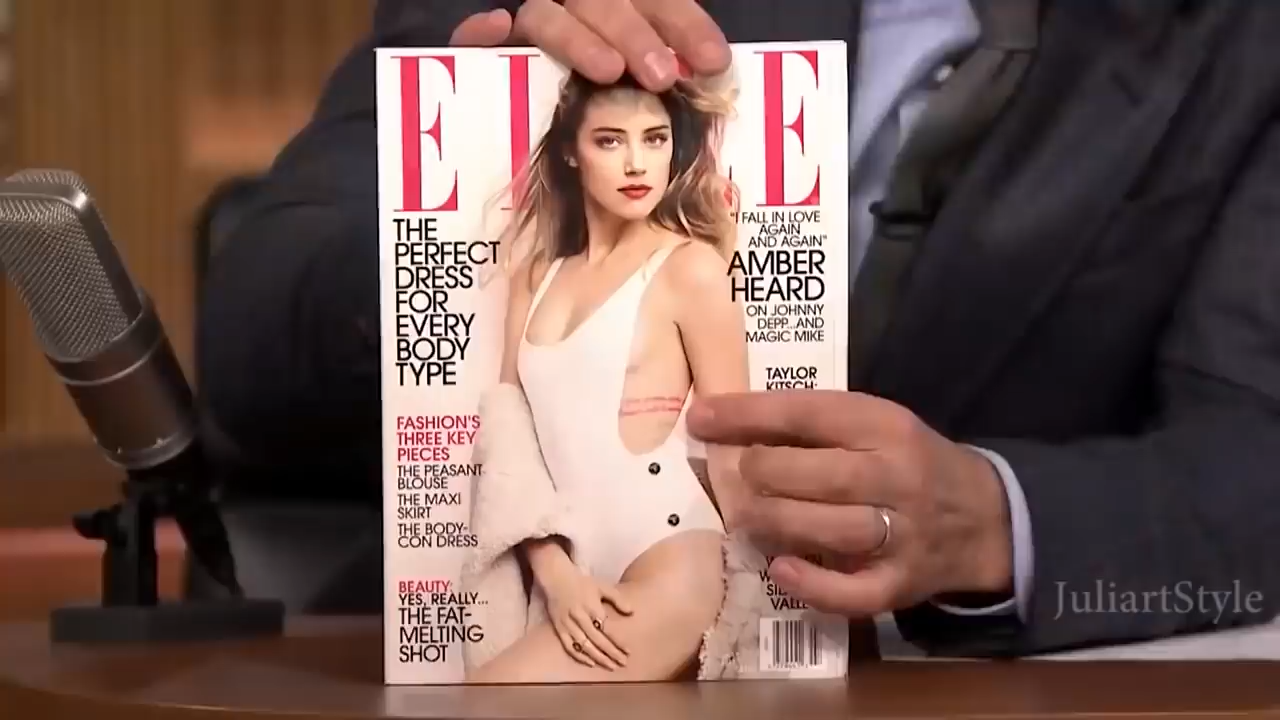 ELLE
THE
PERFECT
DRESS
FOR
EVERY
BODY
TYPE
FASHION'S
THREE KEY
PIECES
THE PEASANT
BLOUSE
THE MAXI
SKIRT
THE BODY-
CON DRESS
BEAUTY:
YES, REALLY...
THE FAT-
MELTING
SHOT
"I FALL IN LOVE
AGAIN
AND AGAIN"
AMBER
HEARD
ON JOHNNY
DEPP...AND
MAGIC MIKE
TAYLOR
KITSCH:
JuliartStyle